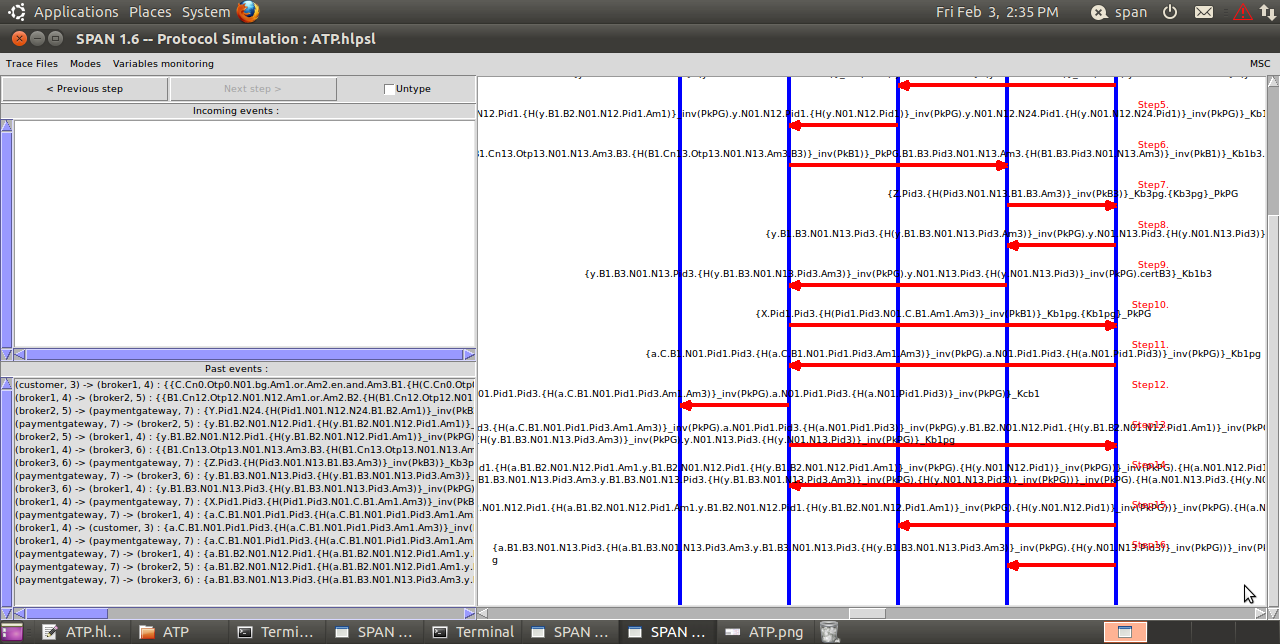 Applications Places System Fri Feb 3, 2:35 PM span
SPAN 1.6 -- Protocol Simulation : ATP.hlpsl
Trace Files Modes Variables monitoring MSC
< Previous step Next step > Untype
Incoming events :
Past events :
(customer, 3) -> (broker1, 4) : {{C.Cn0.Otp0.N01.bg.Am1.or.Am2.en.and.Am3.B1.{H(C.Cn0.Otp
(broker1, 4) -> (broker2, 5) : {{B1.Cn12.Otp12.N01.N12.Am1.or.Am2.B2.{H(B1.Cn12.Otp12.N01
(broker2, 5) -> (paymentgateway, 7) : {Y.Pid1.N24.{H(Pid1.N01.N12.N24.B1.B2.Am1)}_inv(PkB
(paymentgateway, 7) -> (broker2, 5) : {y.B1.B2.N01.N12.Pid1.{H(y.B1.B2.N01.N12.Pid1.Am1)}_
(broker2, 5) -> (broker1, 4) : {y.B1.B2.N01.N12.Pid1.{H(y.B1.B2.N01.N12.Pid1.Am1)}_inv(PkPG)
(broker1, 4) -> (broker3, 6) : {{B1.Cn13.Otp13.N01.N13.Am3.B3.{H(B1.Cn13.Otp13.N01.N13.Am
(broker3, 6) -> (paymentgateway, 7) : {Z.Pid3.{H(Pid3.N01.N13.B1.B3.Am3)}_inv(PkB3)}_Kb3p
(paymentgateway, 7) -> (broker3, 6) : {y.B1.B3.N01.N13.Pid3.{H(y.B1.B3.N01.N13.Pid3.Am3)}_
(broker3, 6) -> (broker1, 4) : {y.B1.B3.N01.N13.Pid3.{H(y.B1.B3.N01.N13.Pid3.Am3)}_inv(PkPG)
(broker1, 4) -> (paymentgateway, 7) : {X.Pid1.Pid3.{H(Pid1.Pid3.N01.C.B1.Am1.Am3)}_inv(PkB
(paymentgateway, 7) -> (broker1, 4) : {a.C.B1.N01.Pid1.Pid3.{H(a.C.B1.N01.Pid1.Pid3.Am1.Am
(broker1, 4) -> (customer, 3) : {a.C.B1.N01.Pid1.Pid3.{H(a.C.B1.N01.Pid1.Pid3.Am1.Am3)}_inv(
(broker1, 4) -> (paymentgateway, 7) : {a.C.B1.N01.Pid1.Pid3.{H(a.C.B1.N01.Pid1.Pid3.Am1.Am
(paymentgateway, 7) -> (broker1, 4) : {a.B1.B2.N01.N12.Pid1.{H(a.B1.B2.N01.N12.Pid1.Am1.y.
(paymentgateway, 7) -> (broker2, 5) : {a.B1.B2.N01.N12.Pid1.{H(a.B1.B2.N01.N12.Pid1.Am1.y.
(paymentgateway, 7) -> (broker3, 6) : {a.B1.B3.N01.N13.Pid3.{H(a.B1.B3.N01.N13.Pid3.Am3.y.
Step5.
N12.Pid1.{H(y.B1.B2.N01.N12.Pid1.Am1)}_inv(PkPG).y.N01.N12.Pid1.{H(y.N01.N12.Pid1)}_inv(PkPG).y.N01.N12.N24.Pid1.{H(y.N01.N12.N24.Pid1)}_inv(PkPG)}_Kb1
Step6.
B1.Cn13.Otp13.N01.N13.Am3.B3.{H(B1.Cn13.Otp13.N01.N13.Am3.B3)}_inv(PkB1)}_PkPG.B1.B3.Pid3.N01.N13.Am3.{H(B1.B3.Pid3.N01.N13.Am3)}_inv(PkB1)}_Kb1b3.
Step7.
{Z.Pid3.{H(Pid3.N01.N13.B1.B3.Am3)}_inv(PkB3)}_Kb3pg.{Kb3pg}_PkPG
Step8.
{y.B1.B3.N01.N13.Pid3.{H(y.B1.B3.N01.N13.Pid3.Am3)}_inv(PkPG).y.N01.N13.Pid3.{H(y.N01.N13.Pid3)}
Step9.
{y.B1.B3.N01.N13.Pid3.{H(y.B1.B3.N01.N13.Pid3.Am3)}_inv(PkPG).y.N01.N13.Pid3.{H(y.N01.N13.Pid3)}_inv(PkPG).certB3}_Kb1b3
Step10.
{X.Pid1.Pid3.{H(Pid1.Pid3.N01.C.B1.Am1.Am3)}_inv(PkB1)}_Kb1pg.{Kb1pg}_PkPG
Step11.
{a.C.B1.N01.Pid1.Pid3.{H(a.C.B1.N01.Pid1.Pid3.Am1.Am3)}_inv(PkPG).a.N01.Pid1.Pid3.{H(a.N01.Pid1.Pid3)}_inv(PkPG)}_Kb1pg
Step12.
01.Pid1.Pid3.{H(a.C.B1.N01.Pid1.Pid3.Am1.Am3)}_inv(PkPG).a.N01.Pid1.Pid3.{H(a.N01.Pid1.Pid3)}_inv(PkPG)}_Kcb1
Step13.
d3.{H(a.C.B1.N01.Pid1.Pid3.Am1.Am3)}_inv(PkPG).a.N01.Pid1.Pid3.{H(a.N01.Pid1.Pid3)}_inv(PkPG).y.B1.B2.N01.N12.Pid1.{H(y.B1.B2.N01.N12.Pid1.Am1)}_inv(PkPG
{H(y.B1.B3.N01.N13.Pid3.Am3)}_inv(PkPG).y.N01.N13.Pid3.{H(y.N01.N13.Pid3)}_inv(PkPG)}_Kb1pg
Step14.
d1.{H(a.B1.B2.N01.N12.Pid1.Am1.y.B1.B2.N01.N12.Pid1.{H(y.B1.B2.N01.N12.Pid1.Am1)}_inv(PkPG).{H(y.N01.N12.Pid1)}_inv(PkPG))}_inv(PkPG).{H(a.N01.N12.Pid1
B1.B3.N01.N13.Pid3.Am3.y.B1.B3.N01.N13.Pid3.{H(y.B1.B3.N01.N13.Pid3.Am3)}_inv(PkPG).{H(y.N01.N13.Pid3)}_inv(PkPG))}_inv(PkPG).{H(a.N01.N13.Pid3.{H(y.N0
Step15.
.N01.N12.Pid1.{H(a.B1.B2.N01.N12.Pid1.Am1.y.B1.B2.N01.N12.Pid1.{H(y.B1.B2.N01.N12.Pid1.Am1)}_inv(PkPG).{H(y.N01.N12.Pid1)}_inv(PkPG))}_inv(PkPG).{H(a.N
Step16.
{a.B1.B3.N01.N13.Pid3.{H(a.B1.B3.N01.N13.Pid3.Am3.y.B1.B3.N01.N13.Pid3.{H(y.B1.B3.N01.N13.Pid3.Am3)}_inv(PkPG).{H(y.N01.N13.Pid3)}_inv(PkPG))}_inv(Pl
g
ATP.hl... ATP Termi... SPAN ... Terminal SPAN ... SPAN ... ATP.png